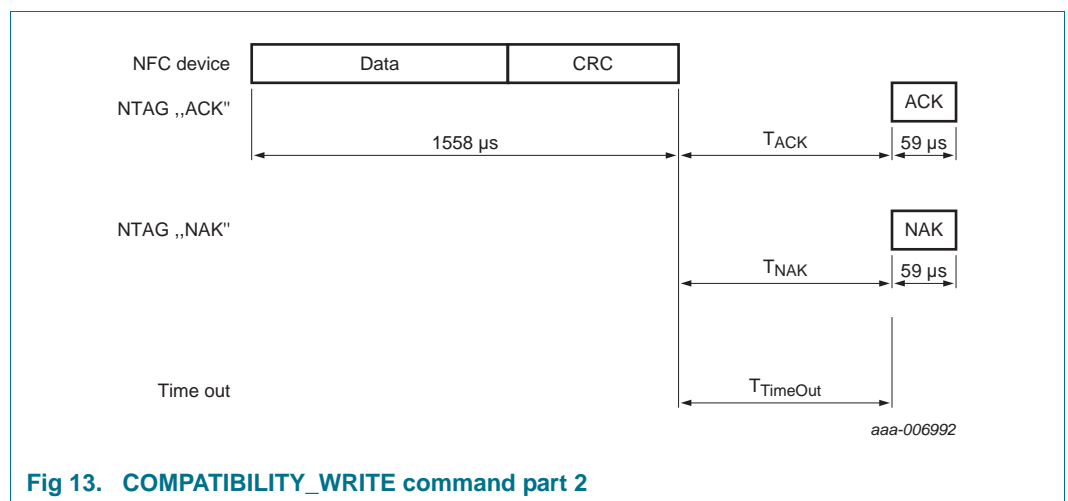 NFC device Data CRC
NTAG ,,ACK" ACK
1558 µs TACK 59 µs
NTAG ,,NAK" NAK
TNAK 59 µs
Time out TTimeOut
aaa-006992
Fig 13. COMPATIBILITY_WRITE command part 2